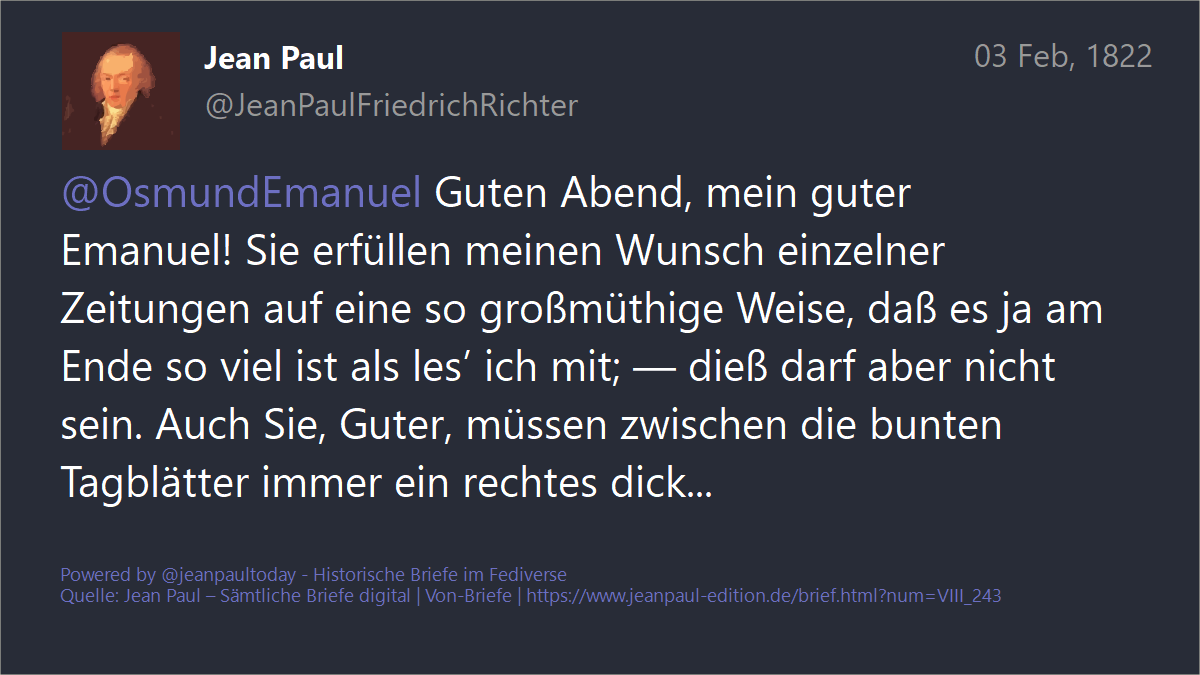 Jean Paul
03 Feb, 1822
@JeanPaulFriedrichRichter
@OsmundEmanuel Guten Abend, mein guter
Emanuel! Sie erfüllen meinen Wunsch einzelner
Zeitungen auf eine so großmüthige Weise, daß es ja am
Ende so viel ist als les’ ich mit; — dieß darf aber nicht
sein. Auch Sie, Guter, müssen zwischen die bunten
Tagblätter immer ein rechtes dick...
Powered by @jeanpaultoday - Historische Briefe im Fediverse
Quelle: Jean Paul – Sämtliche Briefe digital | Von-Briefe | https://www.jeanpaul-edition.de/brief.html?num=VIII_243